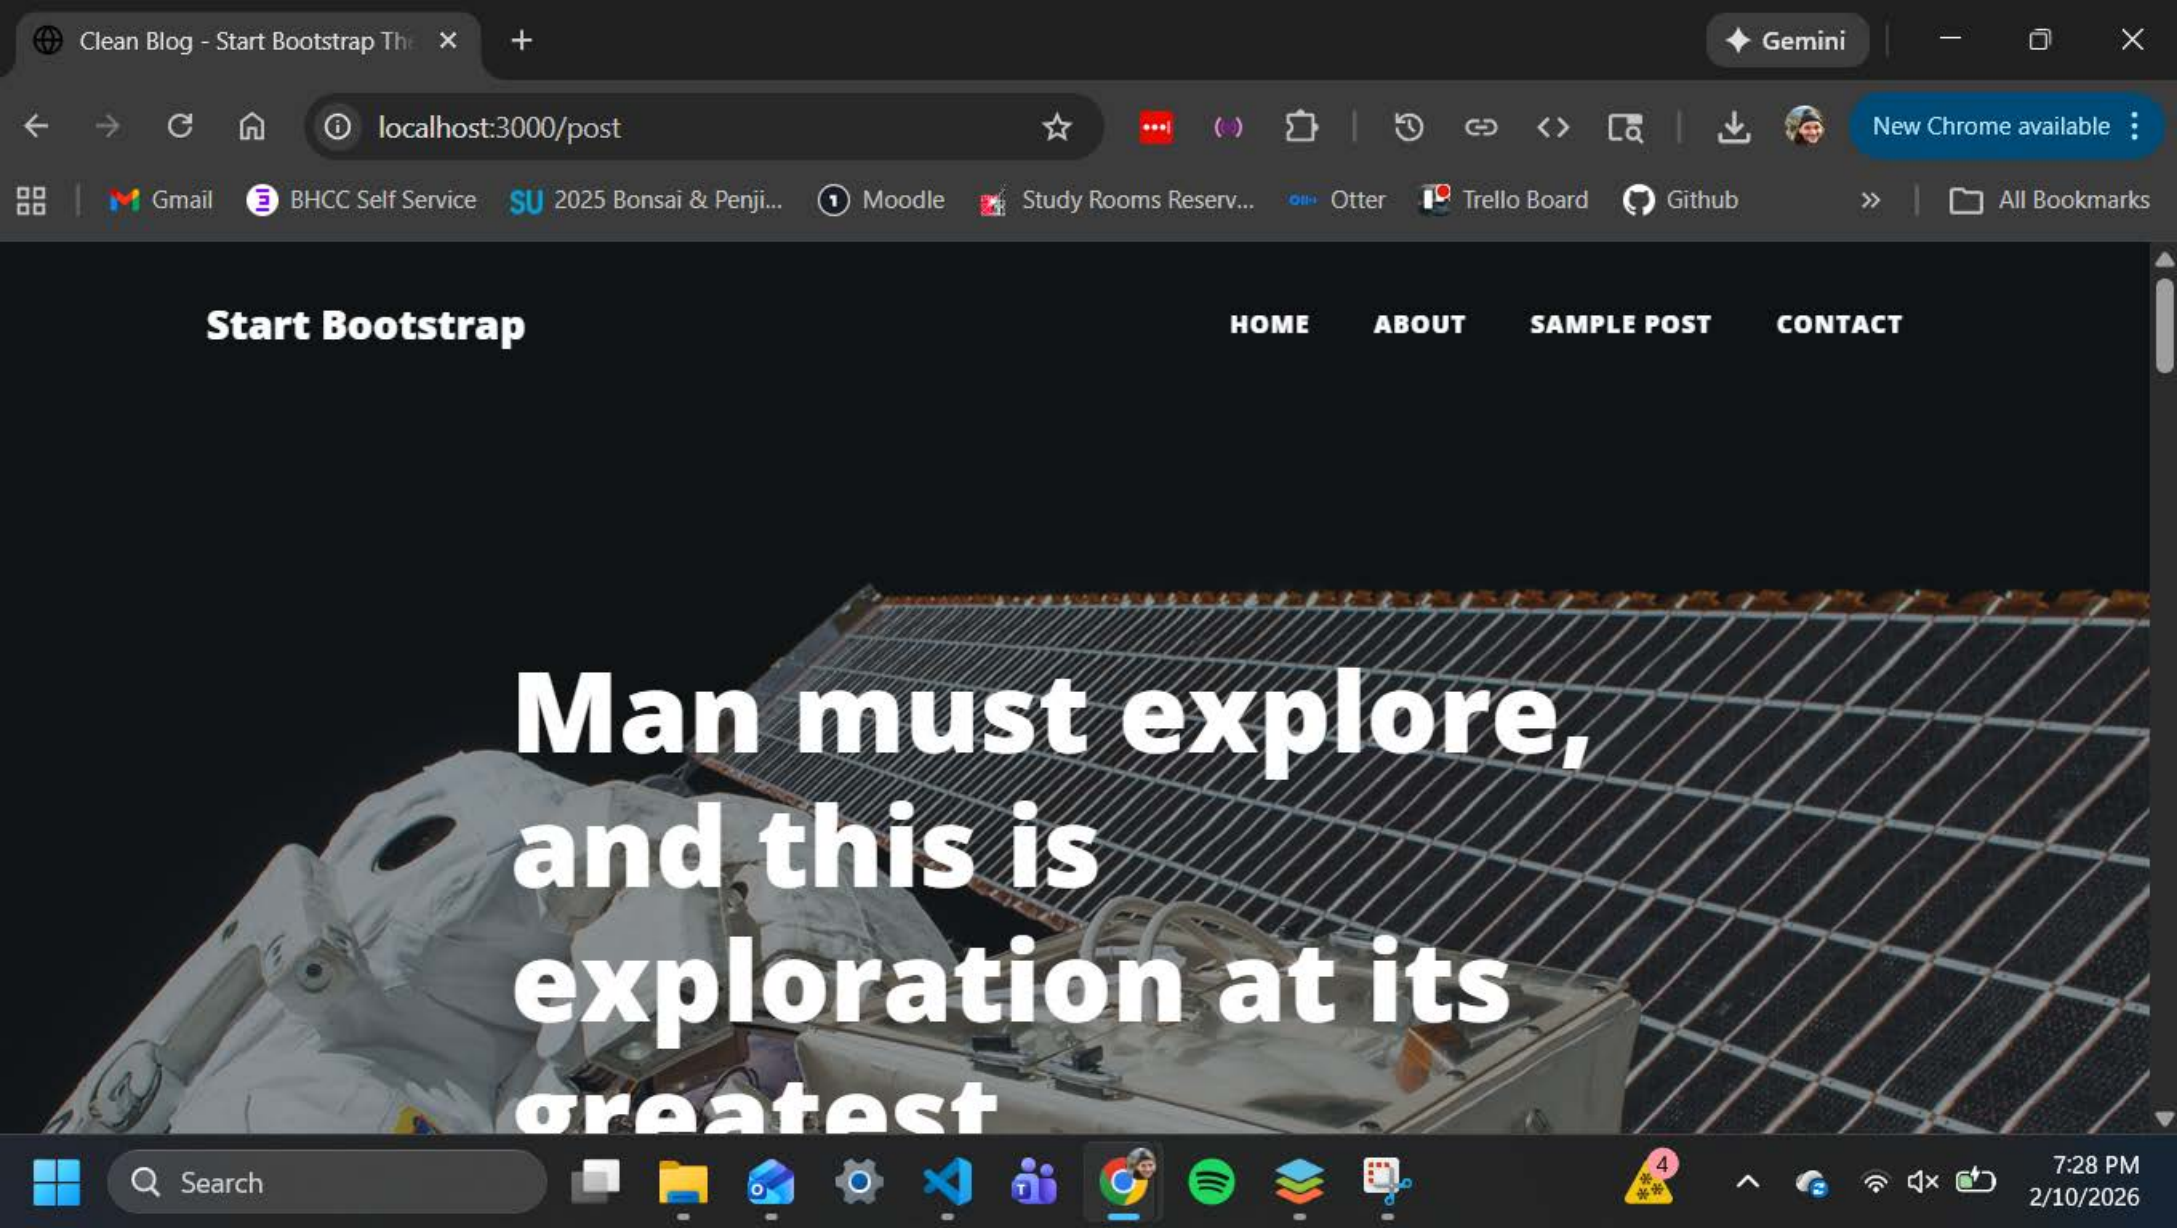 Clean Blog - Start Bootstrap Th
Gemini
localhost:3000/post
New Chrome available
Gmail
BHCC Self Service
SU 2025 Bonsai & Penji...
1 Moodle
Study Rooms Reserv...
Otter
Trello Board
Github
All Bookmarks
Start Bootstrap
HOME ABOUT SAMPLE POST CONTACT
Man must explore,
and this is
exploration at its
greatest
Search
4
7:28 PM
2/10/2026